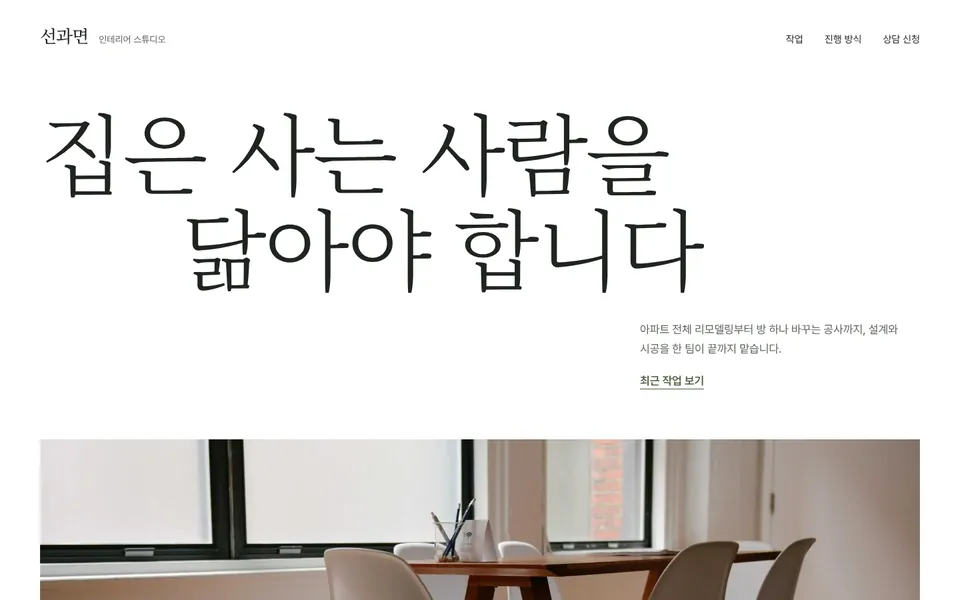 선과면 인테리어 스튜디오
작업 진행 방식 상담 신청
집은 사는 사람을
닮아야 합니다
아파트 전체 리모델링부터 방 하나 바꾸는 공사까지, 설계와
시공을 한 팀이 끝까지 맡습니다.
최근 작업 보기